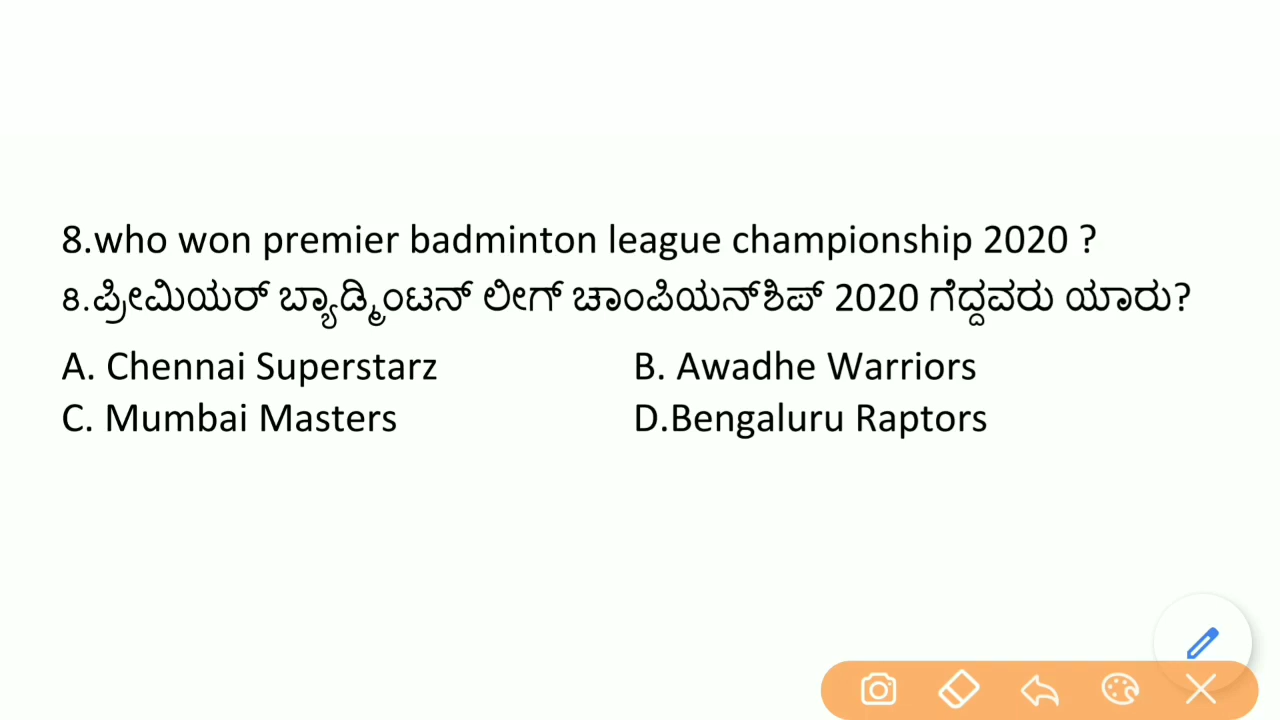 8.who won premier badminton league championship 2020 ?
8.ಪ್ರೀಮಿಯರ್ ಬ್ಯಾಡ್ಮಿಂಟನ್ ಲೀಗ್ ಚಾಂಪಿಯನ್‌ಶಿಪ್ 2020 ಗೆದ್ದವರು ಯಾರು?
A. Chennai Superstarz B. Awadhe Warriors
C. Mumbai Masters D.Bengaluru Raptors